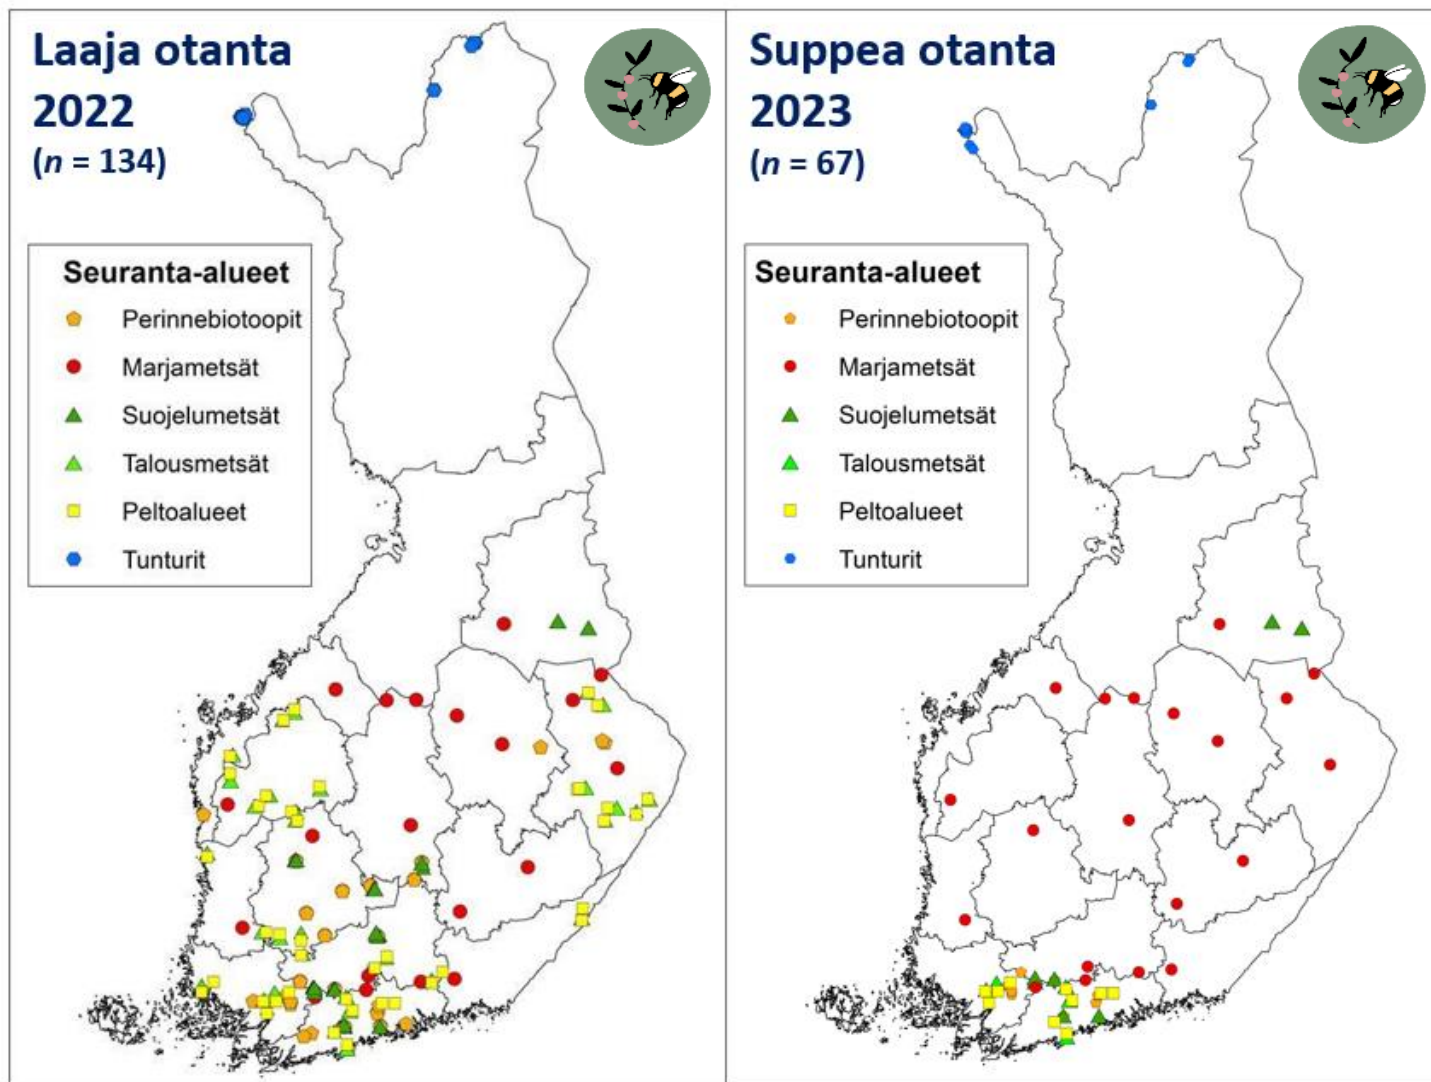 Laaja otanta
2022
(n = 134)
Seuranta-alueet
Perinnebiotoopit
Marjametsät
Suojelumetsät
Talousmetsät
Peltoalueet
Tunturit
Suppea otanta
2023
(n = 67)
Seuranta-alueet
Perinnebiotoopit
Marjametsät
Suojelumetsät
Talousmetsät
Peltoalueet
Tunturit